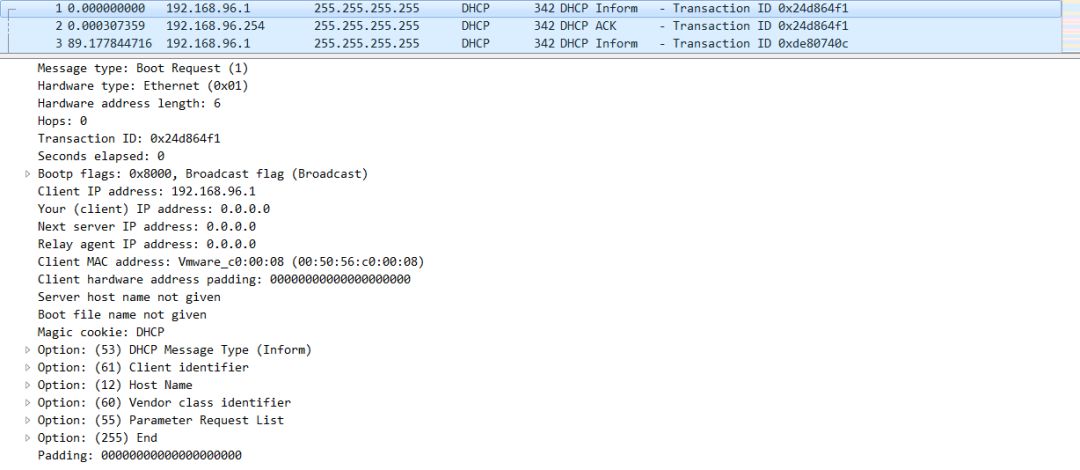 1 0.000000000 192.168.96.1 255.255.255.255 DHCP 342 DHCP Inform - Transaction ID 0x24d864f1
2 0.000307359 192.168.96.254 255.255.255.255 DHCP 342 DHCP ACK - Transaction ID 0x24d864f1
3 89.177844716 192.168.96.1 255.255.255.255 DHCP 342 DHCP Inform - Transaction ID 0xde80740c
Message type: Boot Request (1)
Hardware type: Ethernet (0x01)
Hardware address length: 6
Hops: 0
Transaction ID: 0x24d864f1
Seconds elapsed: 0
Bootp flags: 0x8000, Broadcast flag (Broadcast)
Client IP address: 192.168.96.1
Your (client) IP address: 0.0.0.0
Next server IP address: 0.0.0.0
Relay agent IP address: 0.0.0.0
Client MAC address: Vmware_c0:00:08 (00:50:56:c0:00:08)
Client hardware address padding: 00000000000000000000
Server host name not given
Boot file name not given
Magic cookie: DHCP
Option: (53) DHCP Message Type (Inform)
Option: (61) Client identifier
Option: (12) Host Name
Option: (60) Vendor class identifier
Option: (55) Parameter Request List
Option: (255) End
Padding: 00000000000000000000